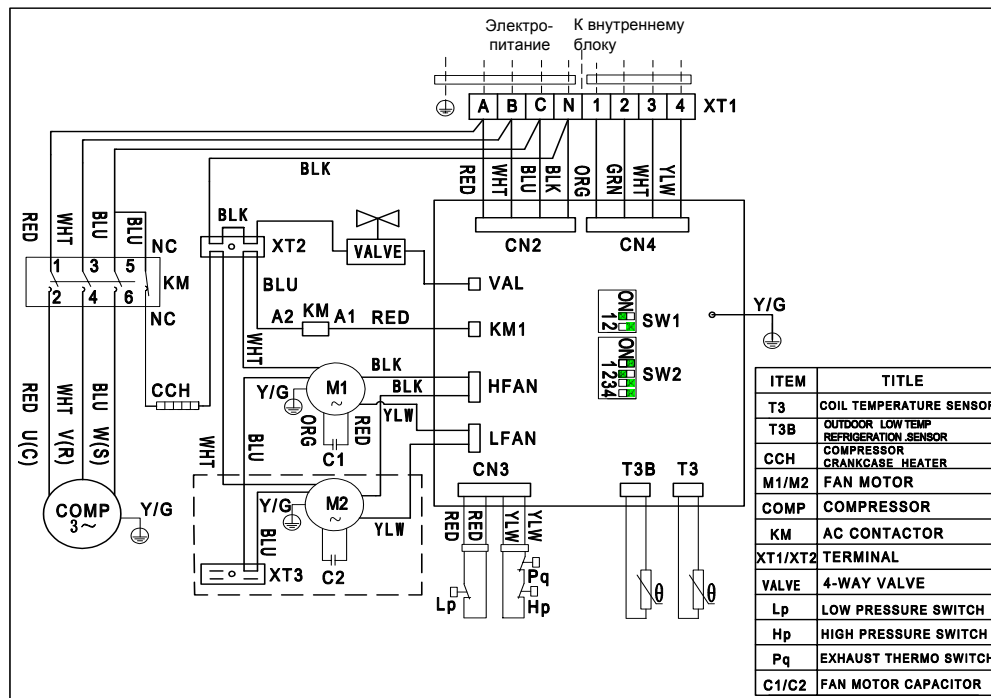 Электро-
питание
К внутреннему
блоку
A B C N 1 2 3 4 XT1
BLK
RED
WHT
BLU
BLK
ORG
GRN
WHT
YLW
RED
WHT
BLU
BLU
NC
1 3 5
KM
2 4 6
NC
BLK
XT2
VALVE
CN2
CN4
VAL
BLU
A2 KM A1 RED
KM1
ON
12
SW1
ON
1234
SW2
Y/G
WHT
CCH
Y/G
M1
~
BLK
BLK
HFAN
ORG
RED
YLW
LFAN
C1
RED U(C)
WHT V(R)
BLU W(S)
WHT
BLU
CN3
T3B
T3
COMP
3~
Y/G
Y/G
M2
~
YLW
BLU
C2
XT3
RED
RED
YLW
YLW
Lp
Pq
Hp
θ
θ
ITEM TITLE
T3 COIL TEMPERATURE SENSOR
T3B OUTDOOR LOW TEMP
REFRIGERATION .SENSOR
CCH COMPRESSOR
CRANKCASE HEATER
M1/M2 FAN MOTOR
COMP COMPRESSOR
KM AC CONTACTOR
XT1/XT2 TERMINAL
VALVE 4-WAY VALVE
Lp LOW PRESSURE SWITCH
Hp HIGH PRESSURE SWITCH
Pq EXHAUST THERMO SWITCH
C1/C2 FAN MOTOR CAPACITOR